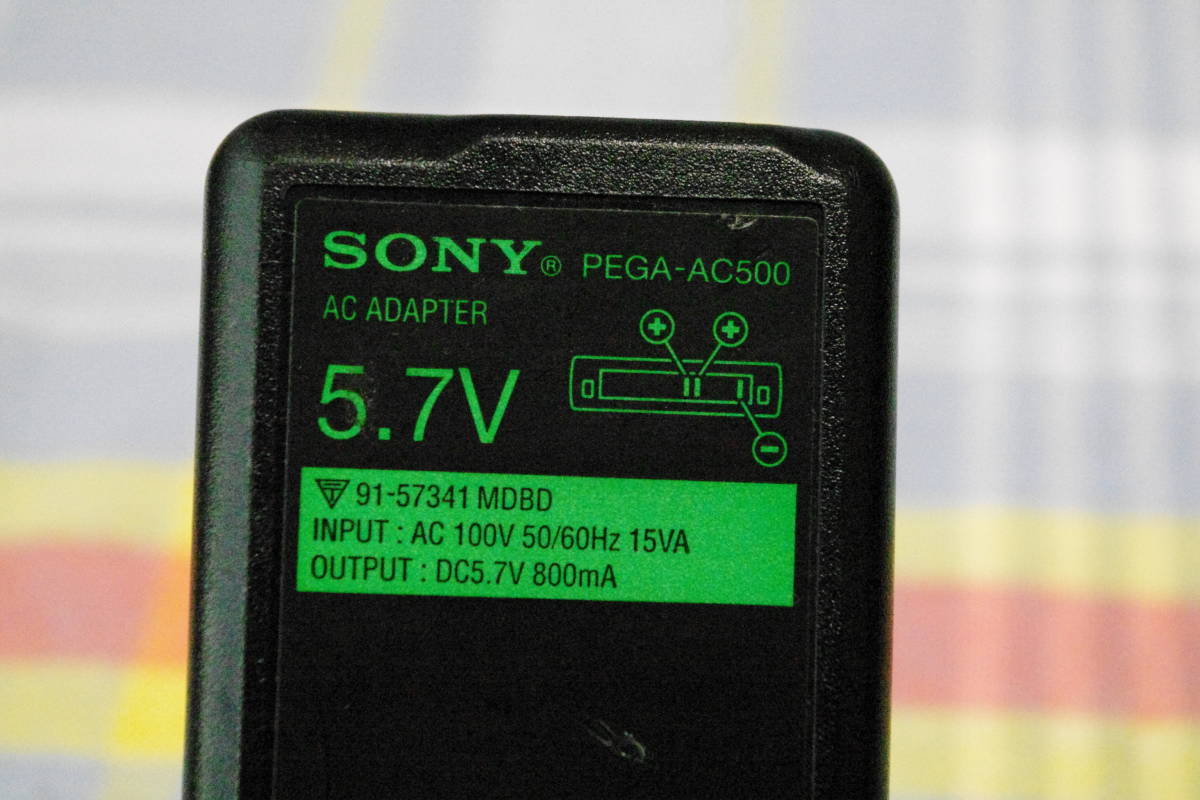 SONY® PEGA-AC500
AC ADAPTER
5.7V
91-57341 MDBD
INPUT : AC 100V 50/60Hz 15VA
OUTPUT : DC5.7V 800mA